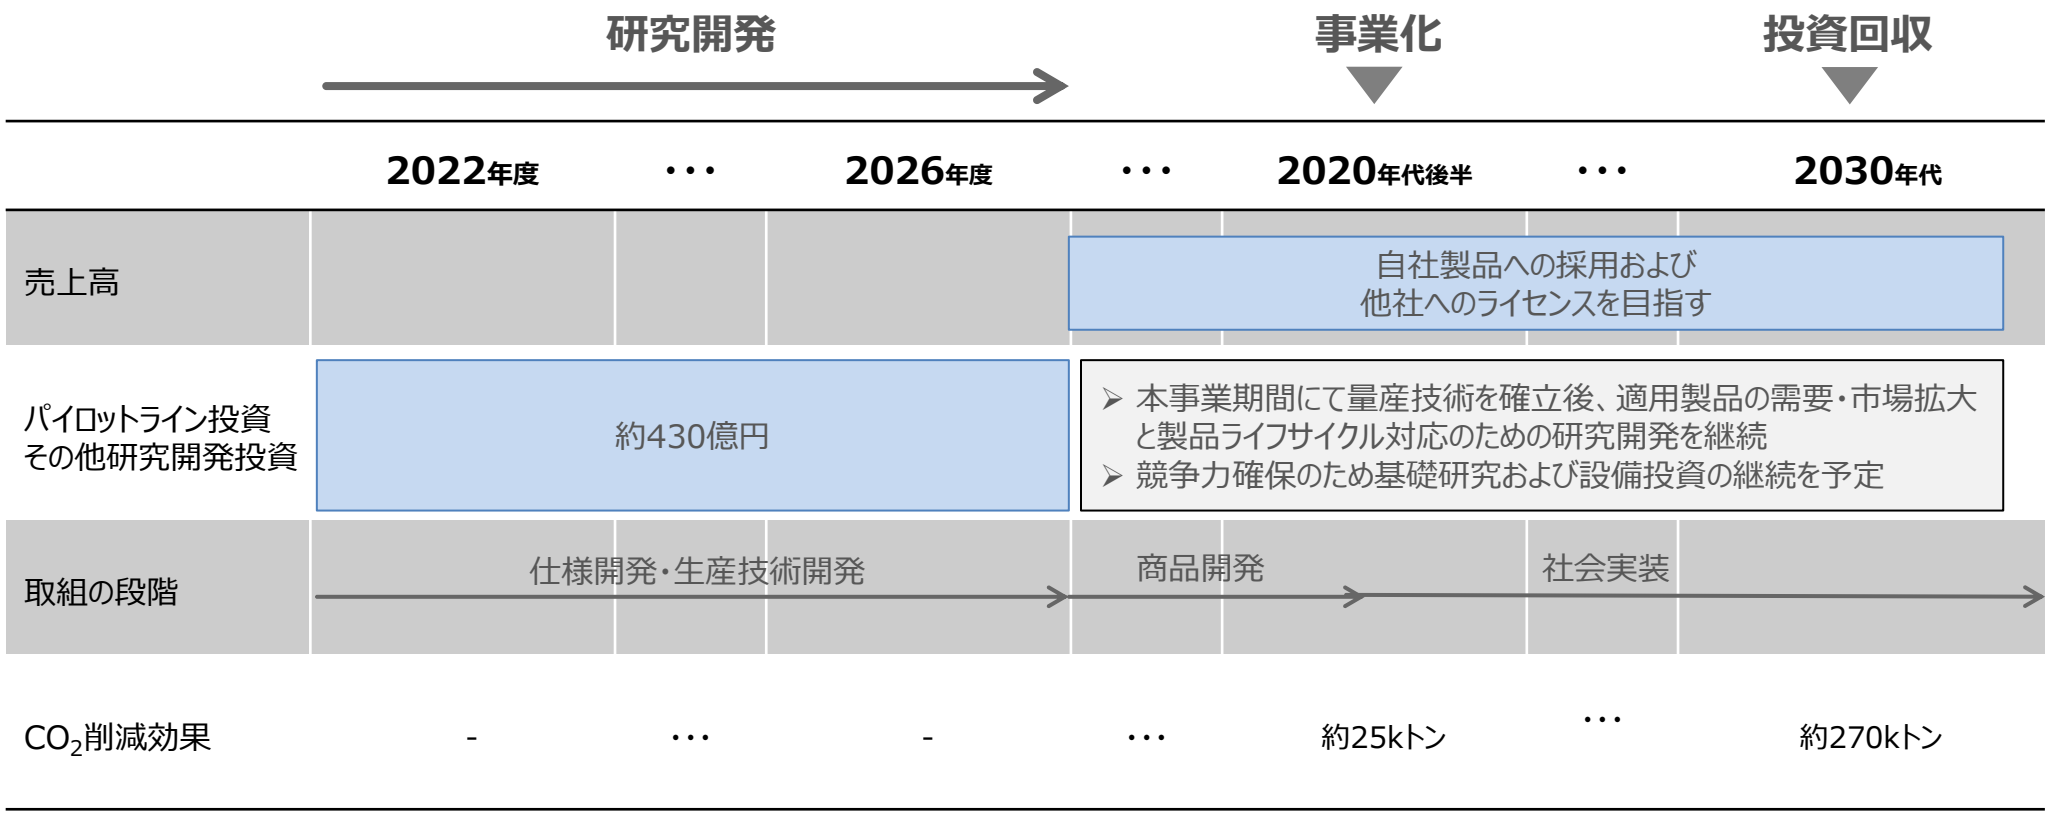 研究開発
事業化
投資回収
2022年度
･･･
2026年度
･･･
2020年代後半
･･･
2030年代
売上高
自社製品への採用および
他社へのライセンスを目指す
パイロットライン投資
その他研究開発投資
約430億円
➢ 本事業期間にて量産技術を確立後、適用製品の需要・市場拡大
と製品ライフサイクル対応のための研究開発を継続
➢ 競争力確保のため基礎研究および設備投資の継続を予定
取組の段階
仕様開発・生産技術開発
商品開発
社会実装
CO2削減効果
-
･･･
-
･･･
約25kトン
･･･
約270kトン